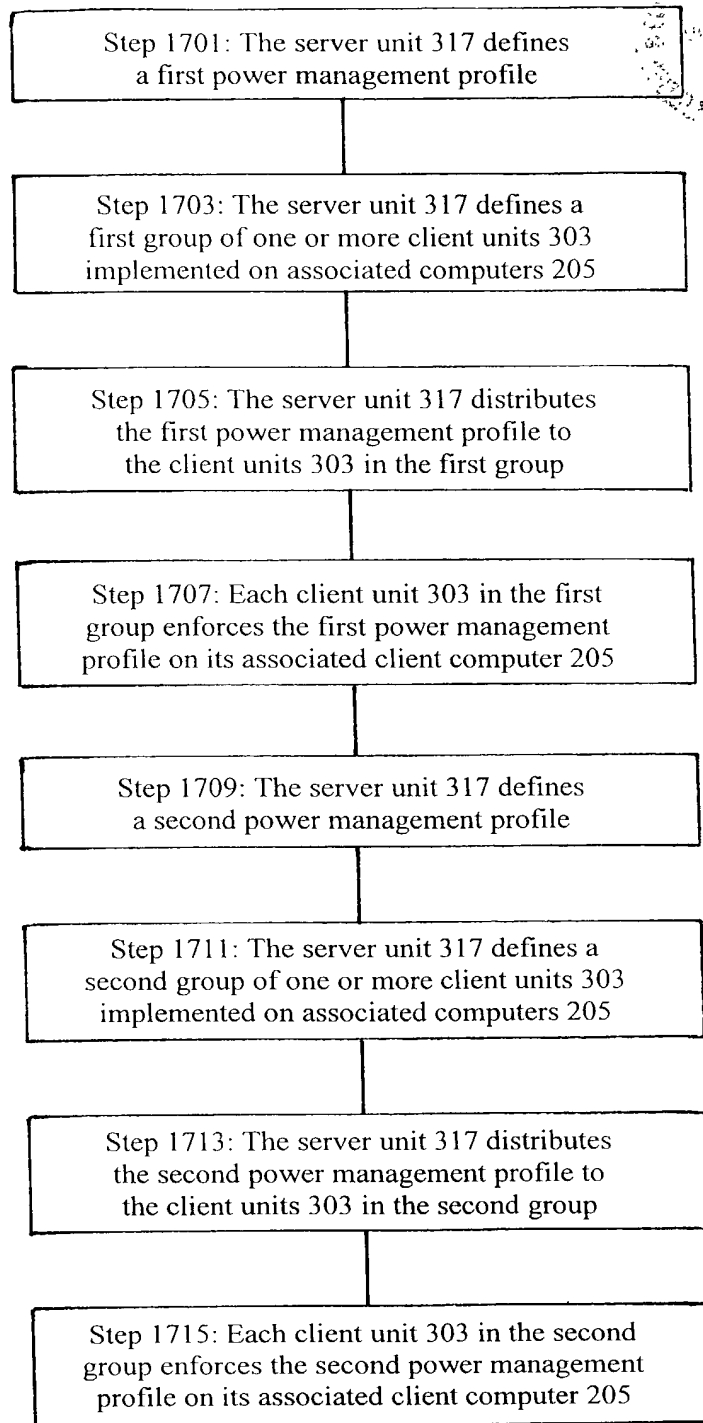 Step 1701: The server unit 317 defines
a first power management profile
Step 1703: The server unit 317 defines a
first group of one or more client units 303
implemented on associated computers 205
Step 1705: The server unit 317 distributes
the first power management profile to
the client units 303 in the first group
Step 1707: Each client unit 303 in the first
group enforces the first power management
profile on its associated client computer 205
Step 1709: The server unit 317 defines
a second power management profile
Step 1711: The server unit 317 defines a
second group of one or more client units 303
implemented on associated computers 205
Step 1713: The server unit 317 distributes
the second power management profile to
the client units 303 in the second group
Step 1715: Each client unit 303 in the second
group enforces the second power management
profile on its associated client computer 205